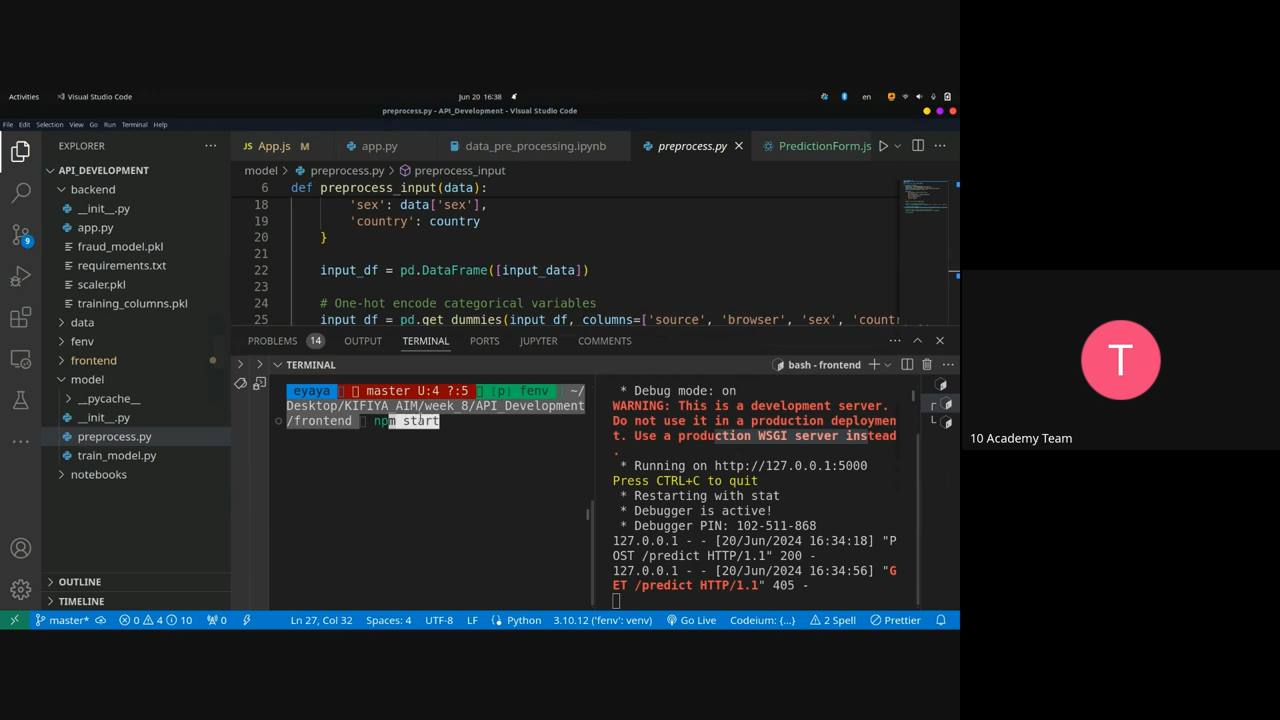 Activities
Visual Studio Code
Jun 20 16:38
en
preprocess.py - API_Development - Visual Studio Code
File Edit Selection View Go Run Terminal Help
EXPLORER
API_DEVELOPMENT
backend
__init__.py
app.py
fraud_model.pkl
requirements.txt
scaler.pkl
training_columns.pkl
data
fenv
frontend
model
__pycache__
__init__.py
preprocess.py
train_model.py
notebooks
OUTLINE
TIMELINE
9
JS App.js M
app.py
data_pre_processing.ipynb
preprocess.py
PredictionForm.js
model > preprocess.py > preprocess_input
6 def preprocess_input(data):
18 'sex': data['sex'],
19 'country': country
20 }
21
22 input_df = pd.DataFrame([input_data])
23
24 # One-hot encode categorical variables
25 input_df = pd.get_dummies(input_df, columns=['source', 'browser', 'sex', 'countr
PROBLEMS 14 OUTPUT TERMINAL PORTS JUPYTER COMMENTS
TERMINAL
bash - frontend
eyaya master U:4 ?:5 |p| fenv ~/
Desktop/KIFIYA_AIM/week_8/API_Development
/frontend npm start
* Debug mode: on
WARNING: This is a development server.
Do not use it in a production deploymen
t. Use a production WSGI server instead
.
* Running on http://127.0.0.1:5000
Press CTRL+C to quit
* Restarting with stat
* Debugger is active!
* Debugger PIN: 102-511-868
127.0.0.1 - - [20/Jun/2024 16:34:18] "P
OST /predict HTTP/1.1" 200 -
127.0.0.1 - - [20/Jun/2024 16:34:56] "G
ET /predict HTTP/1.1" 405 -
master* 0 4 10 0 Ln 27, Col 32 Spaces: 4 UTF-8 LF Python 3.10.12 ('fenv': venv) Go Live Codeium: {...} 2 Spell Prettier
T
10 Academy Team